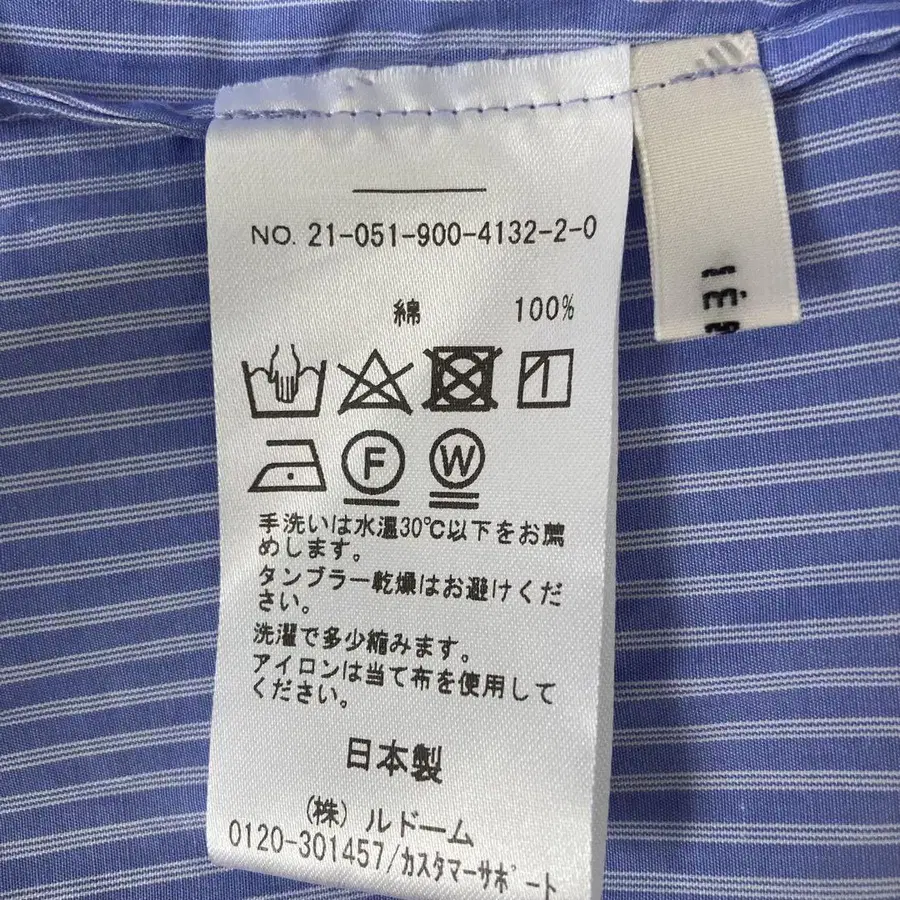 NO. 21-051-900-4132-2-0
綿 100%
F W
手洗いは水温30℃以下をお薦
めします。
タンブラー乾燥はお避けくだ
さい。
洗濯で多少縮みます。
アイロンは当て布を使用して
ください。
日本製
(株) ルドーム
0120-301457/カスタマーサポート